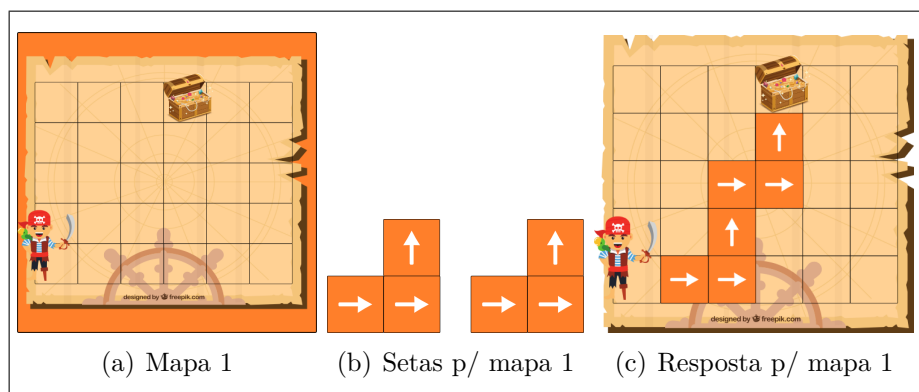 designed by freepik.com
designed by freepik.com
(a) Mapa 1
(b) Setas p/ mapa 1
(c) Resposta p/ mapa 1